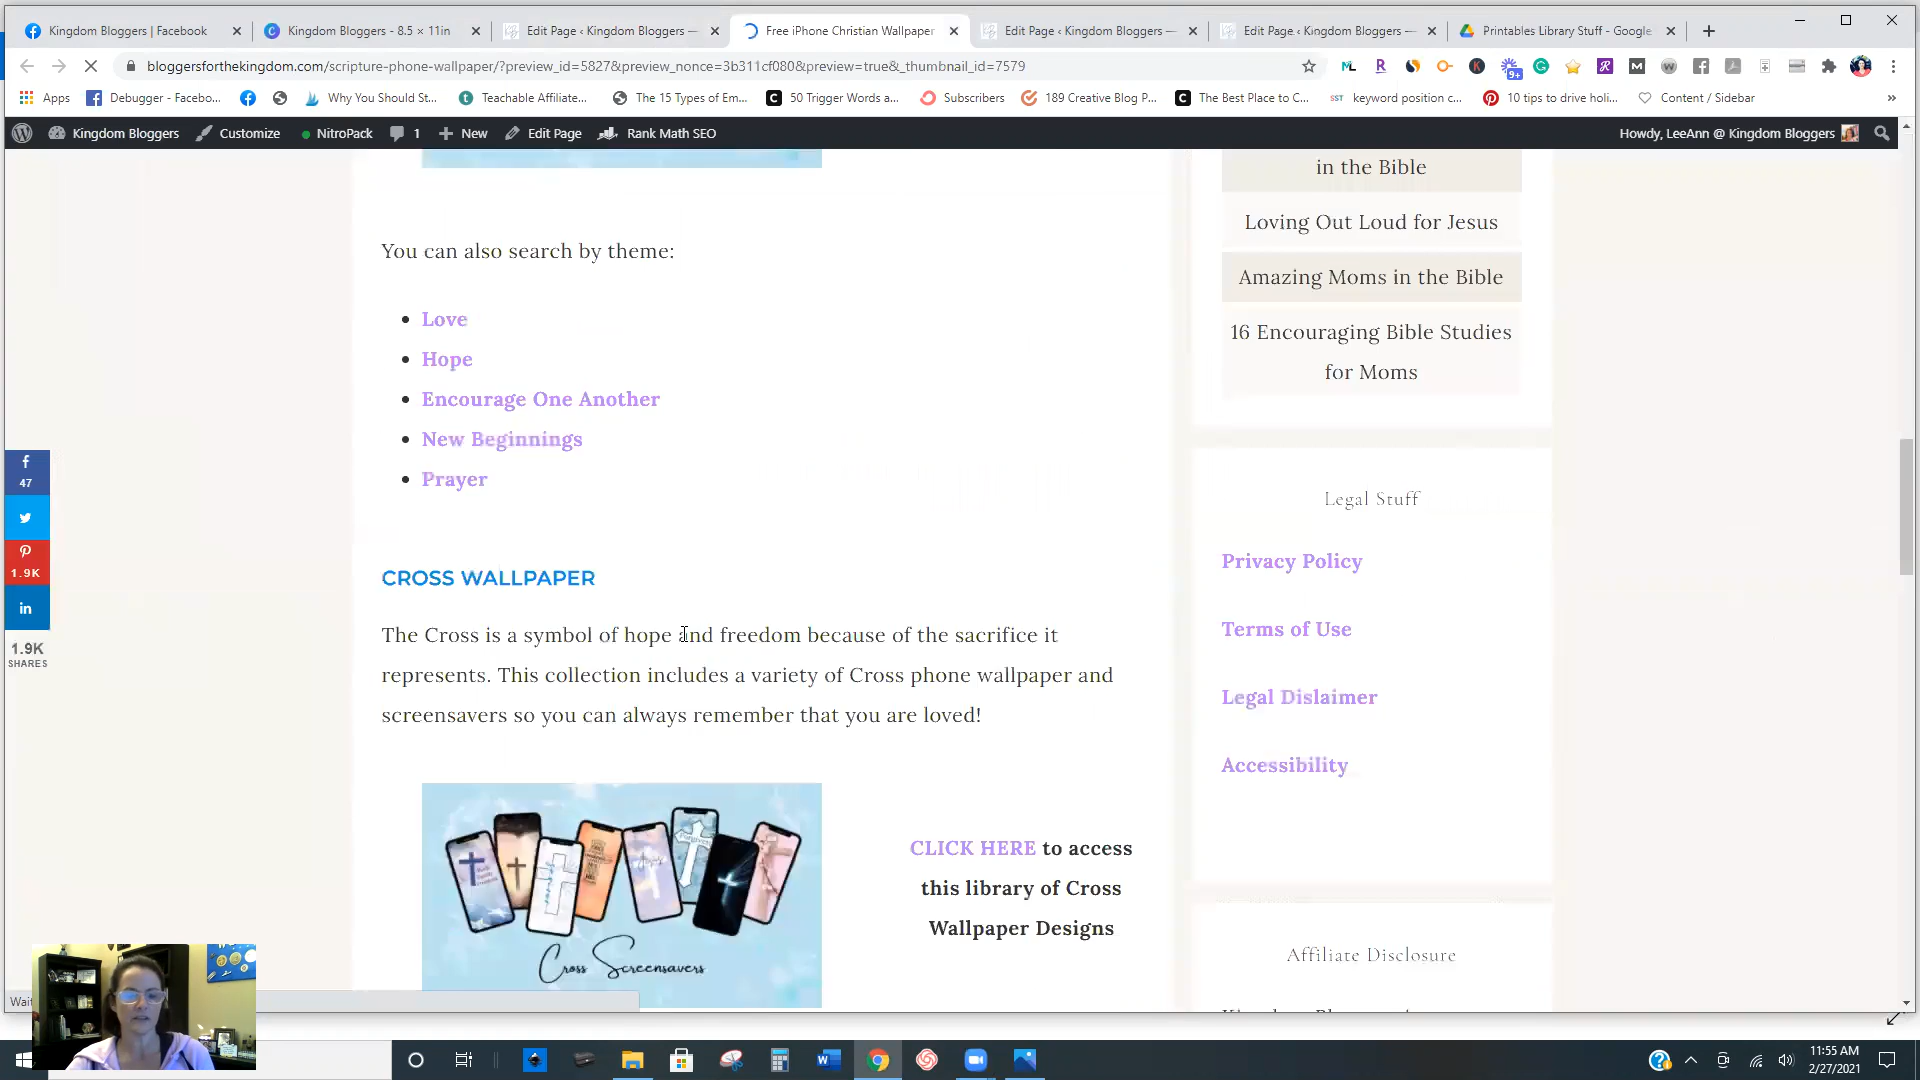 Kingdom Bloggers | Facebook
Kingdom Bloggers - 8.5 × 11in
Edit Page ‹ Kingdom Bloggers —
Free iPhone Christian Wallpaper
Edit Page ‹ Kingdom Bloggers —
Edit Page ‹ Kingdom Bloggers —
Printables Library Stuff - Google
bloggersforthekingdom.com/scripture-phone-wallpaper/?preview_id=5827&preview_nonce=3b311cf080&preview=true&_thumbnail_id=7579
Apps
Debugger - Facebo...
Why You Should St...
Teachable Affiliate...
The 15 Types of Em...
50 Trigger Words a...
Subscribers
189 Creative Blog P...
The Best Place to C...
keyword position c...
10 tips to drive holi...
Content / Sidebar
»
Kingdom Bloggers
Customize
NitroPack
1
New
Edit Page
Rank Math SEO
Howdy, LeeAnn @ Kingdom Bloggers
You can also search by theme:
Love
Hope
Encourage One Another
New Beginnings
Prayer
CROSS WALLPAPER
The Cross is a symbol of hope and freedom because of the sacrifice it
represents. This collection includes a variety of Cross phone wallpaper and
screensavers so you can always remember that you are loved!
Cross Screensavers
CLICK HERE to access
this library of Cross
Wallpaper Designs
in the Bible
Loving Out Loud for Jesus
Amazing Moms in the Bible
16 Encouraging Bible Studies
for Moms
Legal Stuff
Privacy Policy
Terms of Use
Legal Dislaimer
Accessibility
Affiliate Disclosure
47
1.9K
1.9K
SHARES
Wait
11:55 AM
2/27/2021